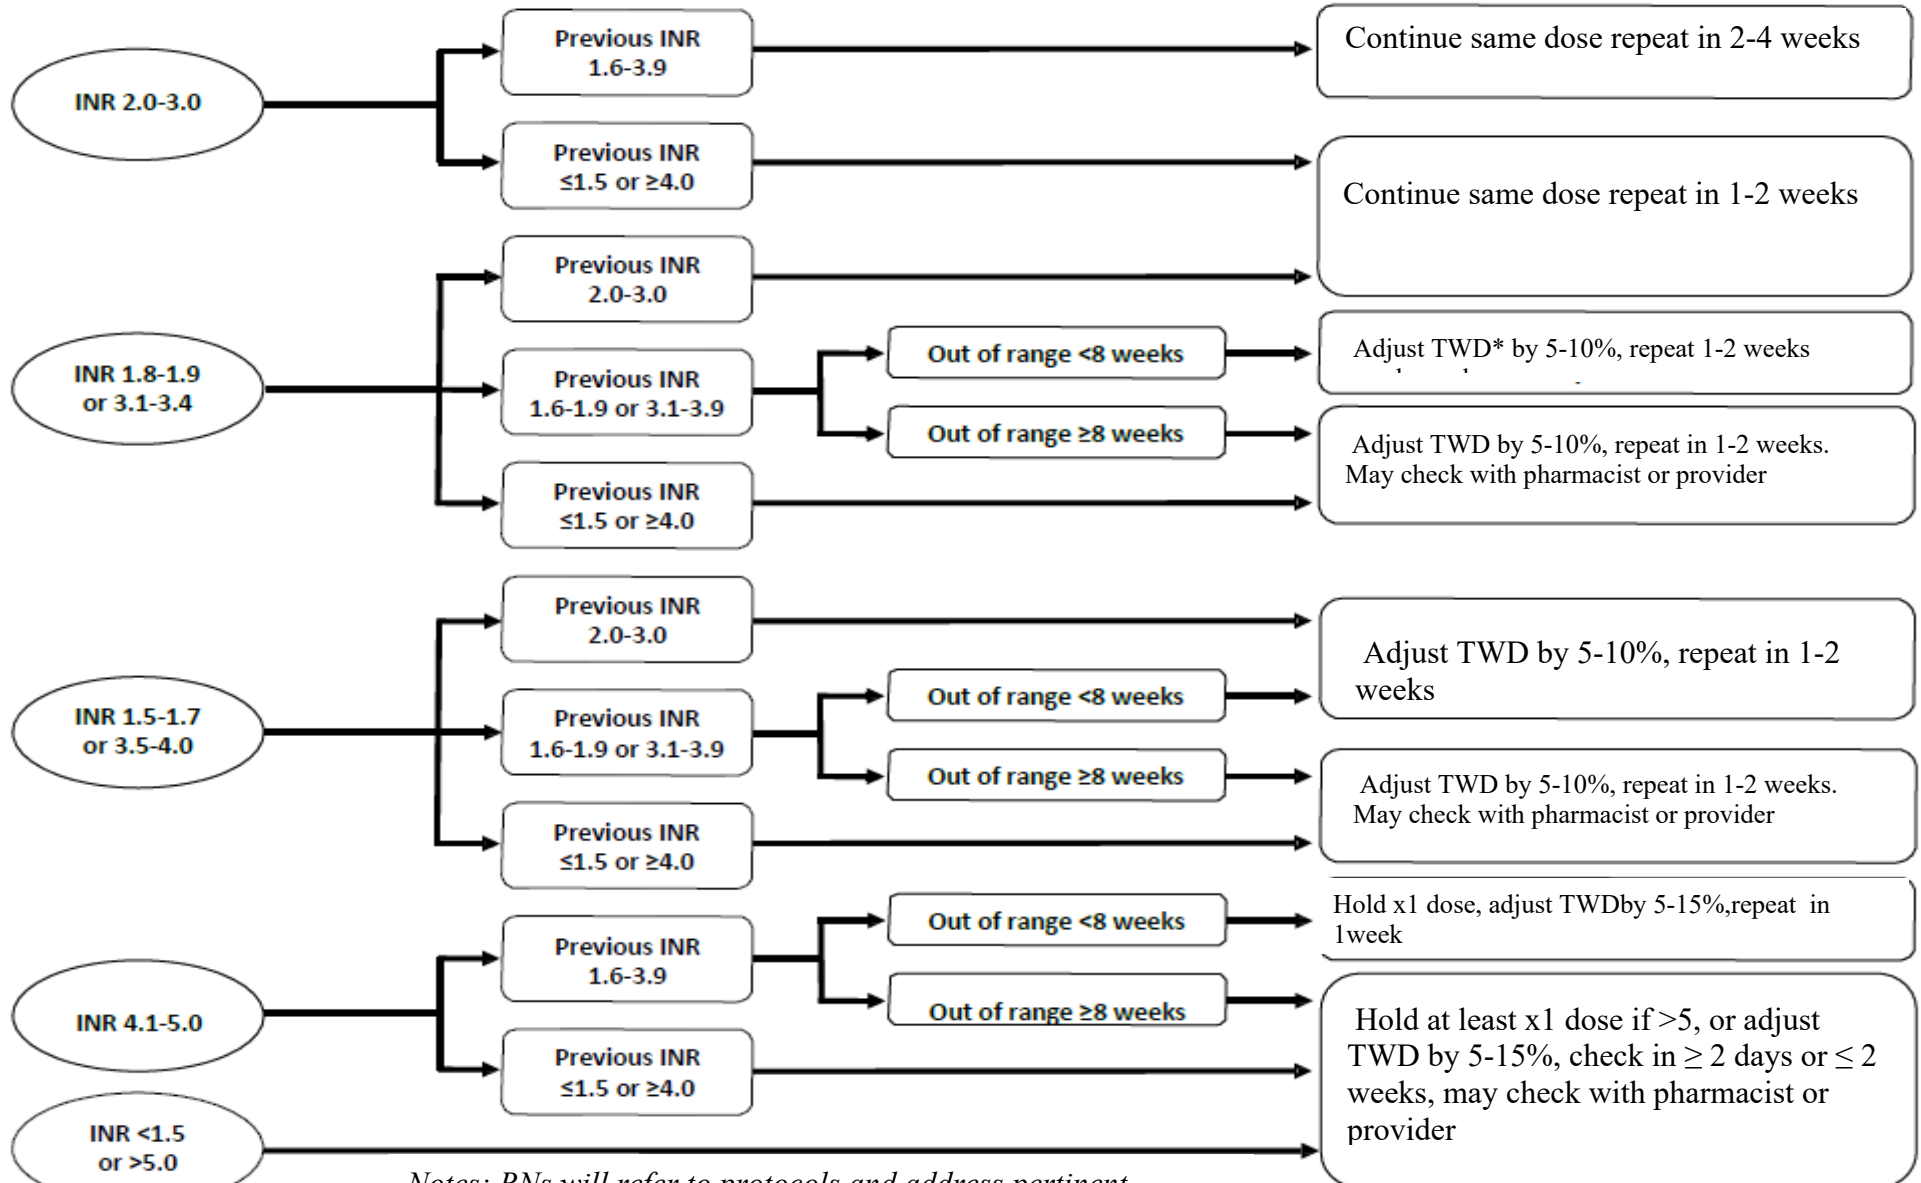 INR 2.0-3.0
Previous INR
1.6-3.9
Continue same dose repeat in 2-4 weeks
Previous INR
≤1.5 or ≥4.0
Continue same dose repeat in 1-2 weeks
INR 1.8-1.9
or 3.1-3.4
Previous INR
2.0-3.0
Previous INR
1.6-1.9 or 3.1-3.9
Out of range <8 weeks
Adjust TWD* by 5-10%, repeat 1-2 weeks
Out of range ≥8 weeks
Adjust TWD by 5-10%, repeat in 1-2 weeks.
May check with pharmacist or provider
Previous INR
≤1.5 or ≥4.0
INR 1.5-1.7
or 3.5-4.0
Previous INR
2.0-3.0
Adjust TWD by 5-10%, repeat in 1-2
weeks
Previous INR
1.6-1.9 or 3.1-3.9
Out of range <8 weeks
Out of range ≥8 weeks
Adjust TWD by 5-10%, repeat in 1-2 weeks.
May check with pharmacist or provider
Previous INR
≤1.5 or ≥4.0
INR 4.1-5.0
Previous INR
1.6-3.9
Out of range <8 weeks
Hold x1 dose, adjust TWDby 5-15%,repeat in
1week
Out of range ≥8 weeks
Hold at least x1 dose if >5, or adjust
TWD by 5-15%, check in ≥ 2 days or ≤ 2
weeks, may check with pharmacist or
provider
Previous INR
≤1.5 or ≥4.0
INR <1.5
or >5.0
Notes: RNs will refer to protocols and address pertinent